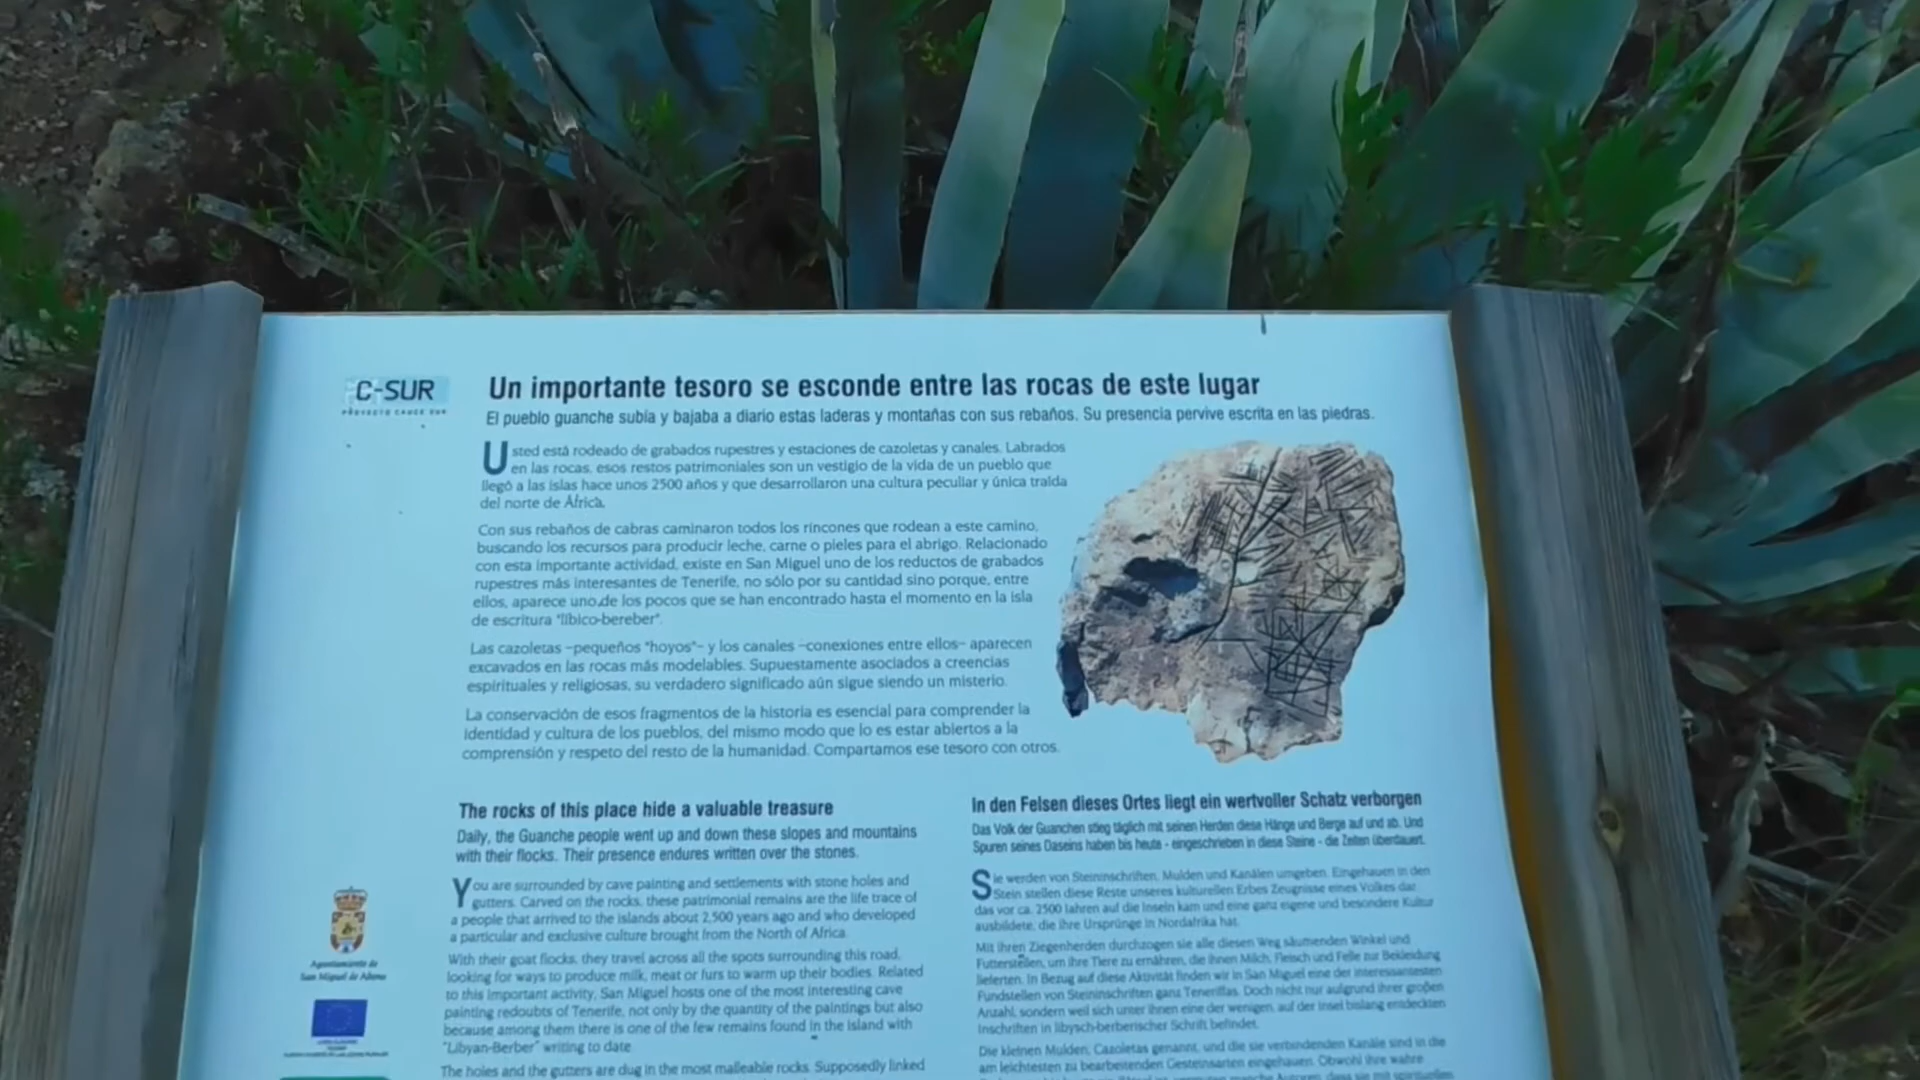 C-SUR
PROYECTO CAUCE SUR
Un importante tesoro se esconde entre las rocas de este lugar
El pueblo guanche subía y bajaba a diario estas laderas y montañas con sus rebaños. Su presencia pervive escrita en las piedras.
Usted está rodeado de grabados rupestres y estaciones de cazoletas y canales. Labrados
en las rocas, esos restos patrimoniales son un vestigio de la vida de un pueblo que
llegó a las islas hace unos 2500 años y que desarrollaron una cultura peculiar y única traída
del norte de África.
Con sus rebaños de cabras caminaron todos los rincones que rodean a este camino,
buscando los recursos para producir leche, carne o pieles para el abrigo. Relacionado
con esta importante actividad, existe en San Miguel uno de los reductos de grabados
rupestres más interesantes de Tenerife, no sólo por su cantidad sino porque, entre
ellos, aparece uno de los pocos que se han encontrado hasta el momento en la isla
de escritura "líbico-bereber".
Las cazoletas -pequeños "hoyos"- y los canales -conexiones entre ellos- aparecen
excavados en las rocas más modelables. Supuestamente asociados a creencias
espirituales y religiosas, su verdadero significado aún sigue siendo un misterio.
La conservación de esos fragmentos de la historia es esencial para comprender la
identidad y cultura de los pueblos, del mismo modo que lo es estar abiertos a la
comprensión y respeto del resto de la humanidad. Compartamos ese tesoro con otros.
The rocks of this place hide a valuable treasure
Daily, the Guanche people went up and down these slopes and mountains
with their flocks. Their presence endures written over the stones.
You are surrounded by cave painting and settlements with stone holes and
gutters. Carved on the rocks, these patrimonial remains are the life trace of
a people that arrived to the islands about 2,500 years ago and who developed
a particular and exclusive culture brought from the North of Africa.
With their goat flocks, they travel across all the spots surrounding this road,
looking for ways to produce milk, meat or furs to warm up their bodies. Related
to this important activity, San Miguel hosts one of the most interesting cave
painting redoubts of Tenerife, not only by the quantity of the paintings but also
because among them there is one of the few remains found in the island with
"Libyan-Berber" writing to date
The holes and the gutters are dug in the most malleable rocks. Supposedly linked
In den Felsen dieses Ortes liegt ein wertvoller Schatz verborgen
Das Volk der Guanchen stieg täglich mit seinen Herden diese Hänge und Berge auf und ab. Und
Spuren seines Daseins haben bis heute - eingeschrieben in diese Steine - die Zeiten überdauert.
Sie werden von Steininschriften, Mulden und Kanälen umgeben. Eingehauen in den
Stein stellen diese Reste unseres kulturellen Erbes Zeugnisse eines Volkes dar,
das vor ca. 2500 Jahren auf die Inseln kam und eine ganz eigene und besondere Kultur
ausbildete, die ihre Ursprünge in Nordafrika hat.
Mit ihren Ziegenherden durchzogen sie alle diesen Weg säumenden Winkel und
Futterstellen, um ihre Tiere zu ernähren, die ihnen Milch, Fleisch und Felle zur Bekleidung
lieferten. In Bezug auf diese Aktivität finden wir in San Miguel eine der interessantesten
Fundstellen von Steininschriften ganz Teneriffas. Doch nicht nur aufgrund ihrer großen
Anzahl, sondern weil sich unter ihnen eine der wenigen, auf der Insel bislang entdeckten
Inschriften in libysch-berberischer Schrift befindet.
Die kleinen Mulden, Cazoletas genannt, und die sie verbindenden Kanäle sind in die
am leichtesten zu bearbeitenden Gesteinsarten eingehauen. Obwohl ihre wahre
Ayuntamiento de
San Miguel de Abona